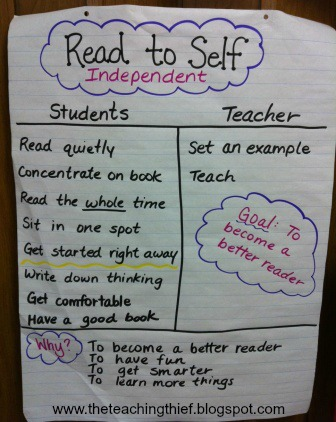 Read to Self
Independent
Students
Read quietly
Concentrate on book
Read the whole time
Sit in one spot
Get started right away
Write down thinking
Get comfortable
Have a good book
Teacher
Set an example
Teach
Goal: To
become a
better reader
Why?
To become a better reader
To have fun
To get smarter
To learn more things
www.theteachingthief.blogspot.com